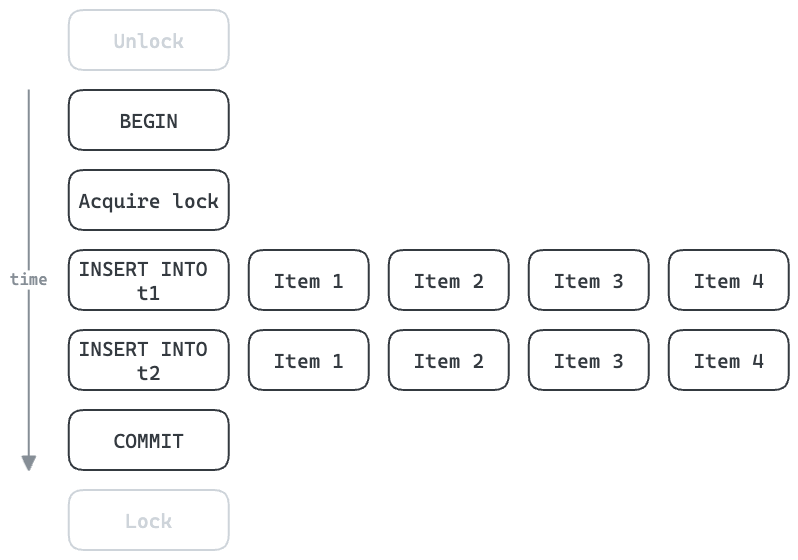 Unlock
BEGIN
Acquire lock
time
INSERT INTO
t1
Item 1
Item 2
Item 3
Item 4
INSERT INTO
t2
Item 1
Item 2
Item 3
Item 4
COMMIT
Lock